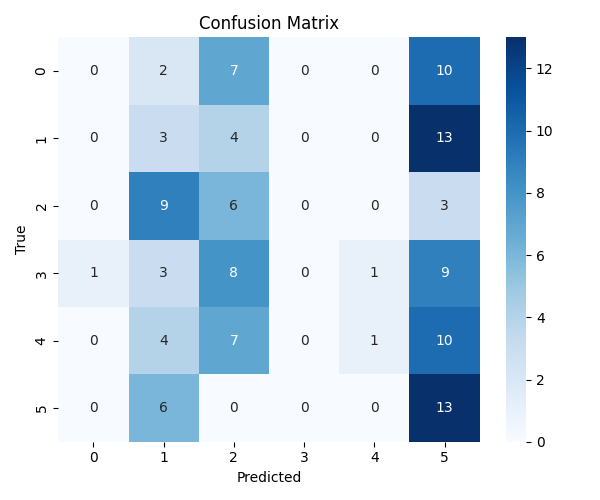 Confusion Matrix
0 0 2 7 0 0 10
1 0 3 4 0 0 13
2 0 9 6 0 0 3
3 1 3 8 0 1 9
4 0 4 7 0 1 10
5 0 6 0 0 0 13
0 1 2 3 4 5
Predicted
True
12
10
8
6
4
2
0